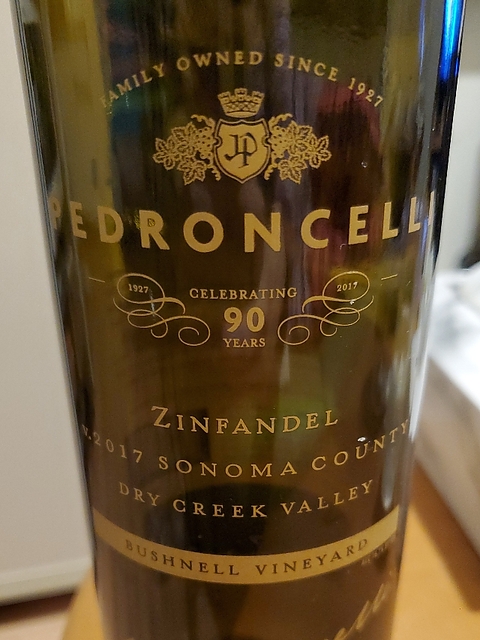 FAMILY OWNED SINCE 1927
JP
PEDRONCELLI
1927
CELEBRATING
2017
90
YEARS
ZINFANDEL
2017 SONOMA COUNTY
DRY CREEK VALLEY
BUSHNELL VINEYARD